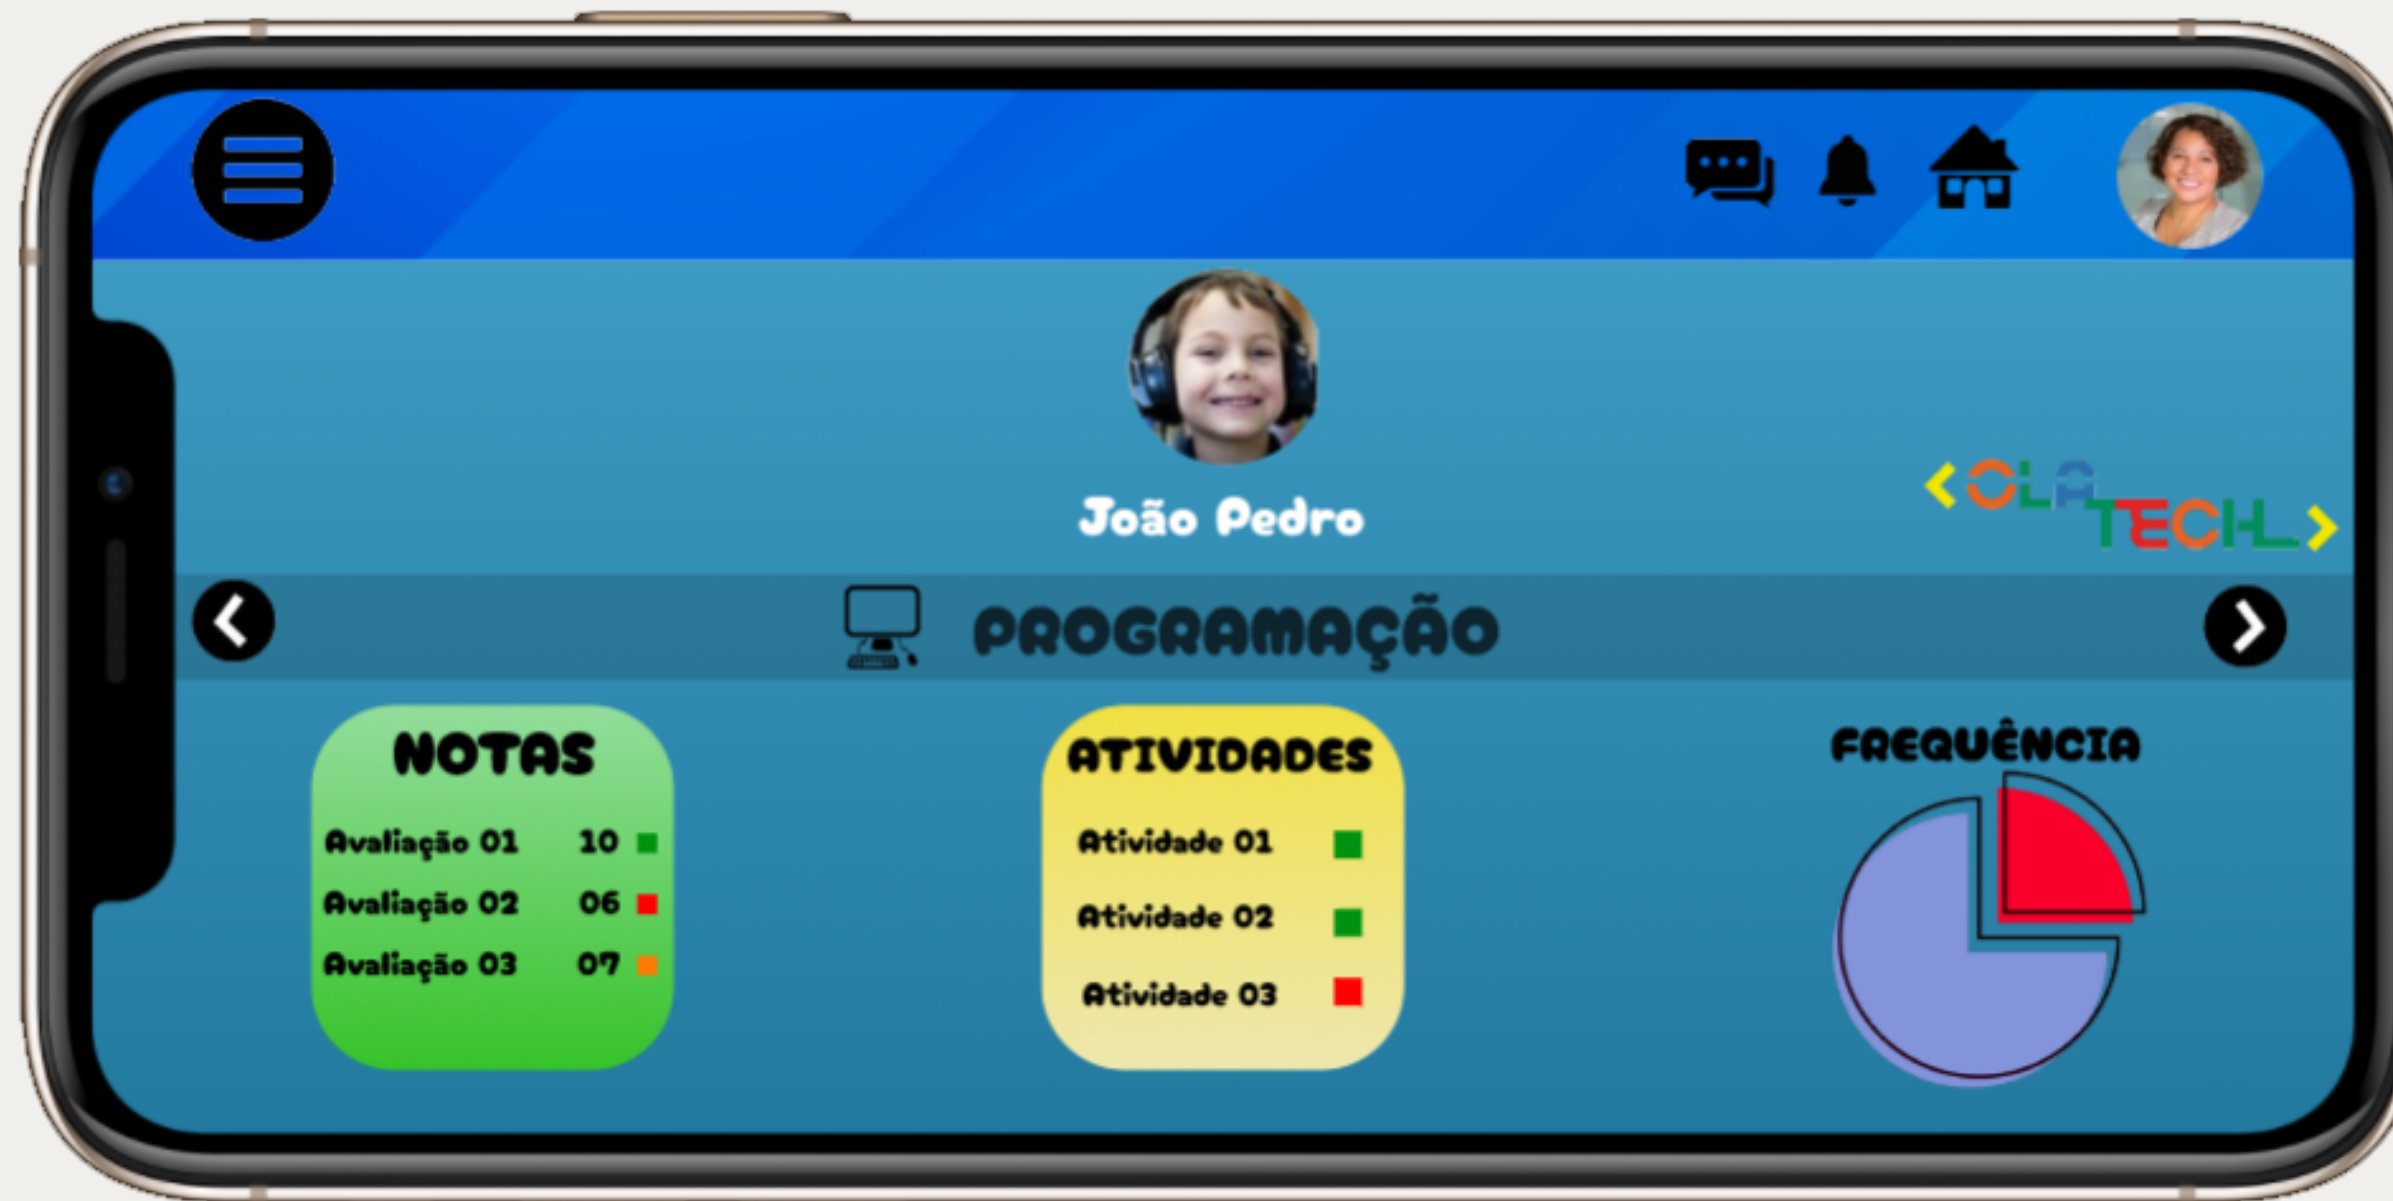 João Pedro
<OLÁ
TECH>
PROGRAMAÇÃO
NOTAS
Avaliação 01 10
Avaliação 02 06
Avaliação 03 07
ATIVIDADES
Atividade 01
Atividade 02
Atividade 03
FREQUÊNCIA